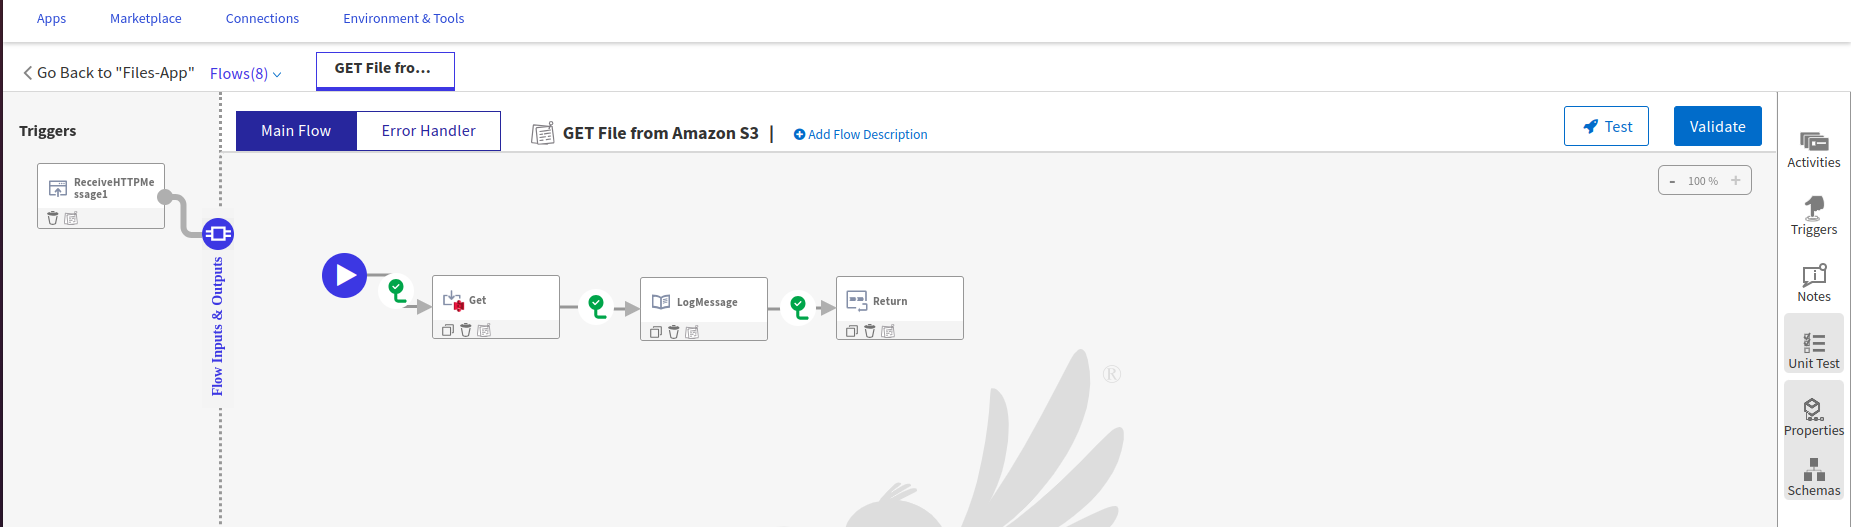 Apps Marketplace Connections Environment & Tools
Go Back to "Files-App" Flows(8) GET File fro...
Triggers
Main Flow Error Handler GET File from Amazon S3 | Add Flow Description Test Validate
ReceiveHTTPMe
ssage1
Flow Inputs & Outputs
- 100 % +
Get
LogMessage
Return
®
Activities
Triggers
Notes
Unit Test
Properties
Schemas